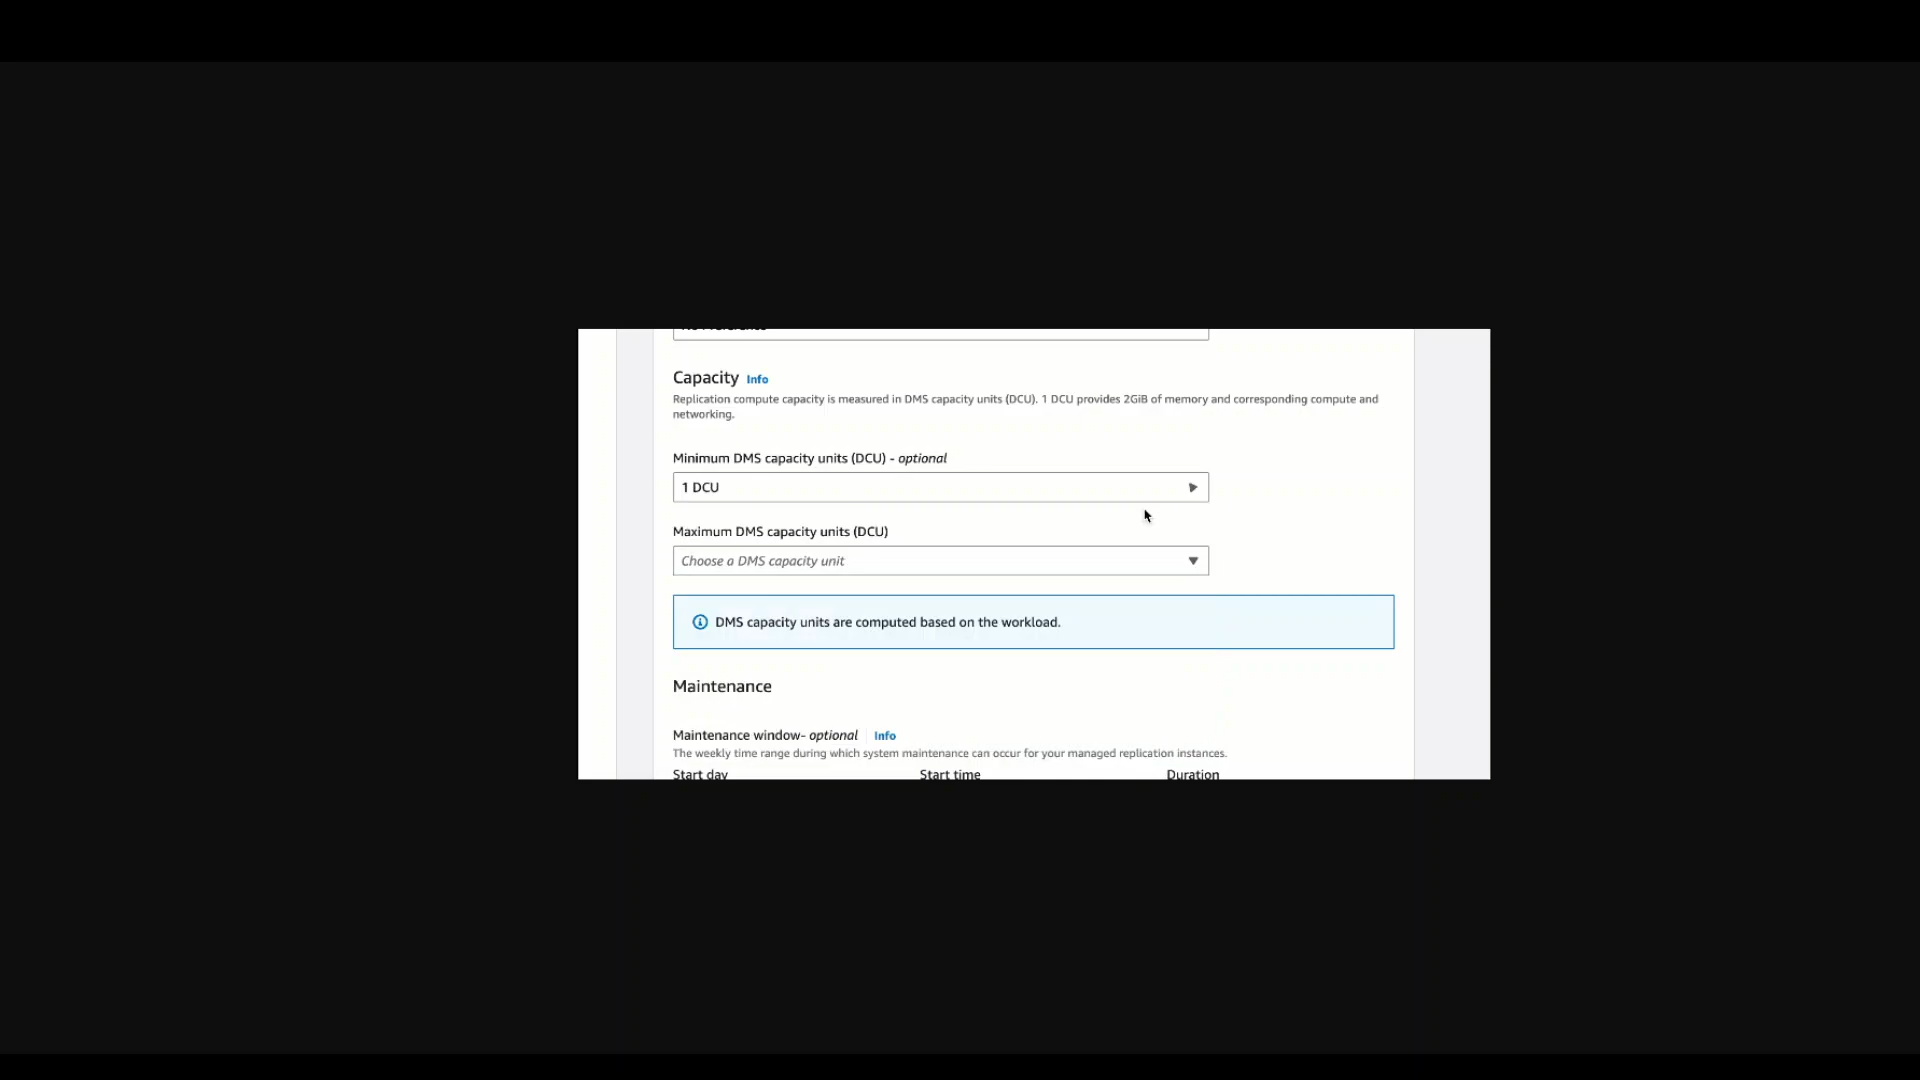 Capacity Info
Replication compute capacity is measured in DMS capacity units (DCU). 1 DCU provides 2GiB of memory and corresponding compute and
networking.
Minimum DMS capacity units (DCU) - optional
1 DCU
Maximum DMS capacity units (DCU)
Choose a DMS capacity unit
DMS capacity units are computed based on the workload.
Maintenance
Maintenance window- optional Info
The weekly time range during which system maintenance can occur for your managed replication instances.
Start day Start time Duration